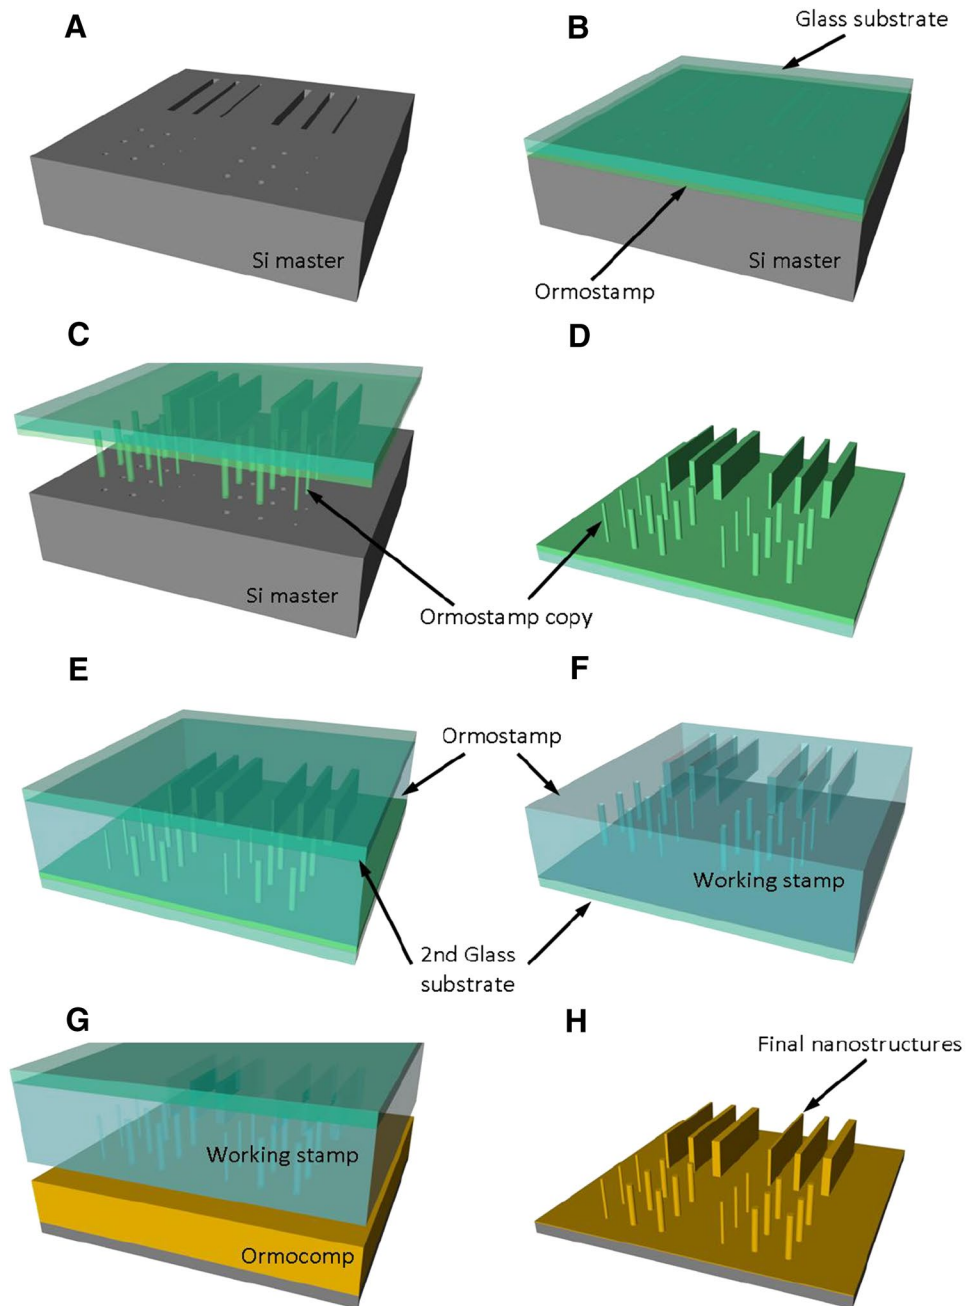 A
Si master
B
Glass substrate
Si master
Ormostamp
C
Si master
Ormostamp copy
D
E
Ormostamp
2nd Glass
substrate
F
Working stamp
G
Working stamp
Ormocomp
H
Final nanostructures